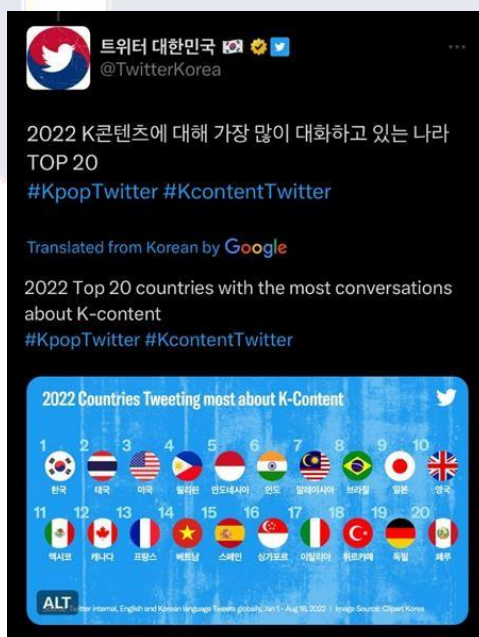 트위터 대한민국
@TwitterKorea
2022 K콘텐츠에 대해 가장 많이 대화하고 있는 나라
TOP 20
#KpopTwitter #KcontentTwitter
Translated from Korean by Google
2022 Top 20 countries with the most conversations
about K-content
#KpopTwitter #KcontentTwitter
2022 Countries Tweeting most about K-Content
1 2 3 4 5 6 7 8 9 10
한국 태국 미국 필리핀 인도네시아 인도 말레이시아 브라질 일본 영국
11 12 13 14 15 16 17 18 19 20
멕시코 캐나다 프랑스 베트남 스페인 싱가포르 이탈리아 튀르키예 독일 페루
ALT
Twitter internal, English and Korean language Tweets globally, Jan 1 - Aug 18, 2022 | Image Source: Clipart Korea